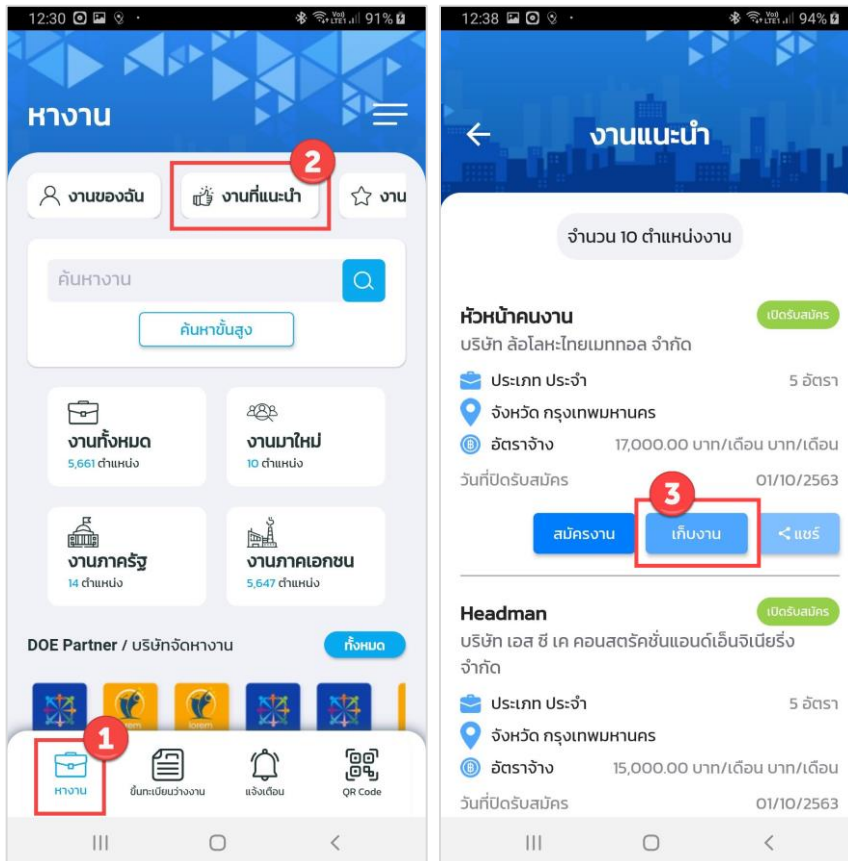 12:30
91%
หางาน
2
งานของฉัน
งานที่แนะนำ
งาน
ค้นหางาน
ค้นหาขั้นสูง
งานทั้งหมด
5,661 ตำแหน่ง
งานมาใหม่
10 ตำแหน่ง
งานภาครัฐ
14 ตำแหน่ง
งานภาคเอกชน
5,647 ตำแหน่ง
DOE Partner / บริษัทจัดหางาน
ทั้งหมด
lorem
1
หางาน
ขึ้นทะเบียนว่างงาน
แจ้งเตือน
QR Code
12:38
94%
งานแนะนำ
จำนวน 10 ตำแหน่งงาน
หัวหน้าคนงาน
เปิดรับสมัคร
บริษัท ล้อโลหะไทยเมททอล จำกัด
ประเภท ประจำ 5 อัตรา
จังหวัด กรุงเทพมหานคร
อัตราจ้าง 17,000.00 บาท/เดือน บาท/เดือน
วันที่ปิดรับสมัคร 01/10/2563
3
สมัครงาน
เก็บงาน
แชร์
Headman
เปิดรับสมัคร
บริษัท เอส ซี เค คอนสตรัคชั่นแอนด์เอ็นจิเนียริ่ง
จำกัด
ประเภท ประจำ 5 อัตรา
จังหวัด กรุงเทพมหานคร
อัตราจ้าง 15,000.00 บาท/เดือน บาท/เดือน
วันที่ปิดรับสมัคร 01/10/2563